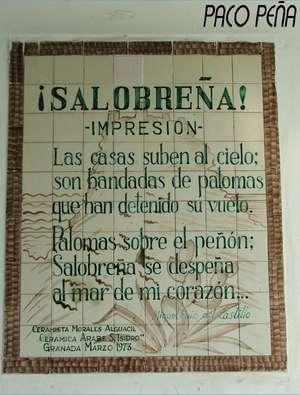 PACO PEÑA
¡SALOBREÑA!
-IMPRESION-
Las casas suben al cielo;
son bandadas de palomas
que han detenido su vuelo.
Palomas sobre el peñón;
Salobreña se despeña
al mar de mi corazón...
Castillo
CERAMISTA MORALES ALGUACIL
CERAMICA ARABE S. ISIDRO"
GRANADA MARZO 1973